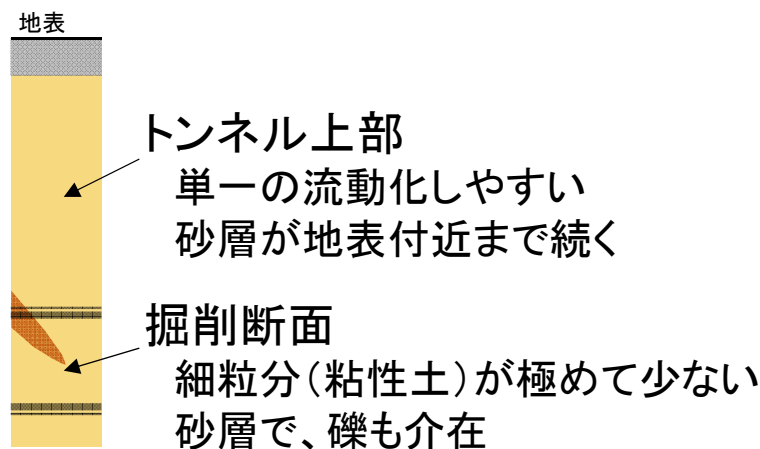 地表
トンネル上部
単一の流動化しやすい
砂層が地表付近まで続く
掘削断面
細粒分(粘性土)が極めて少ない
砂層で、礫も介在